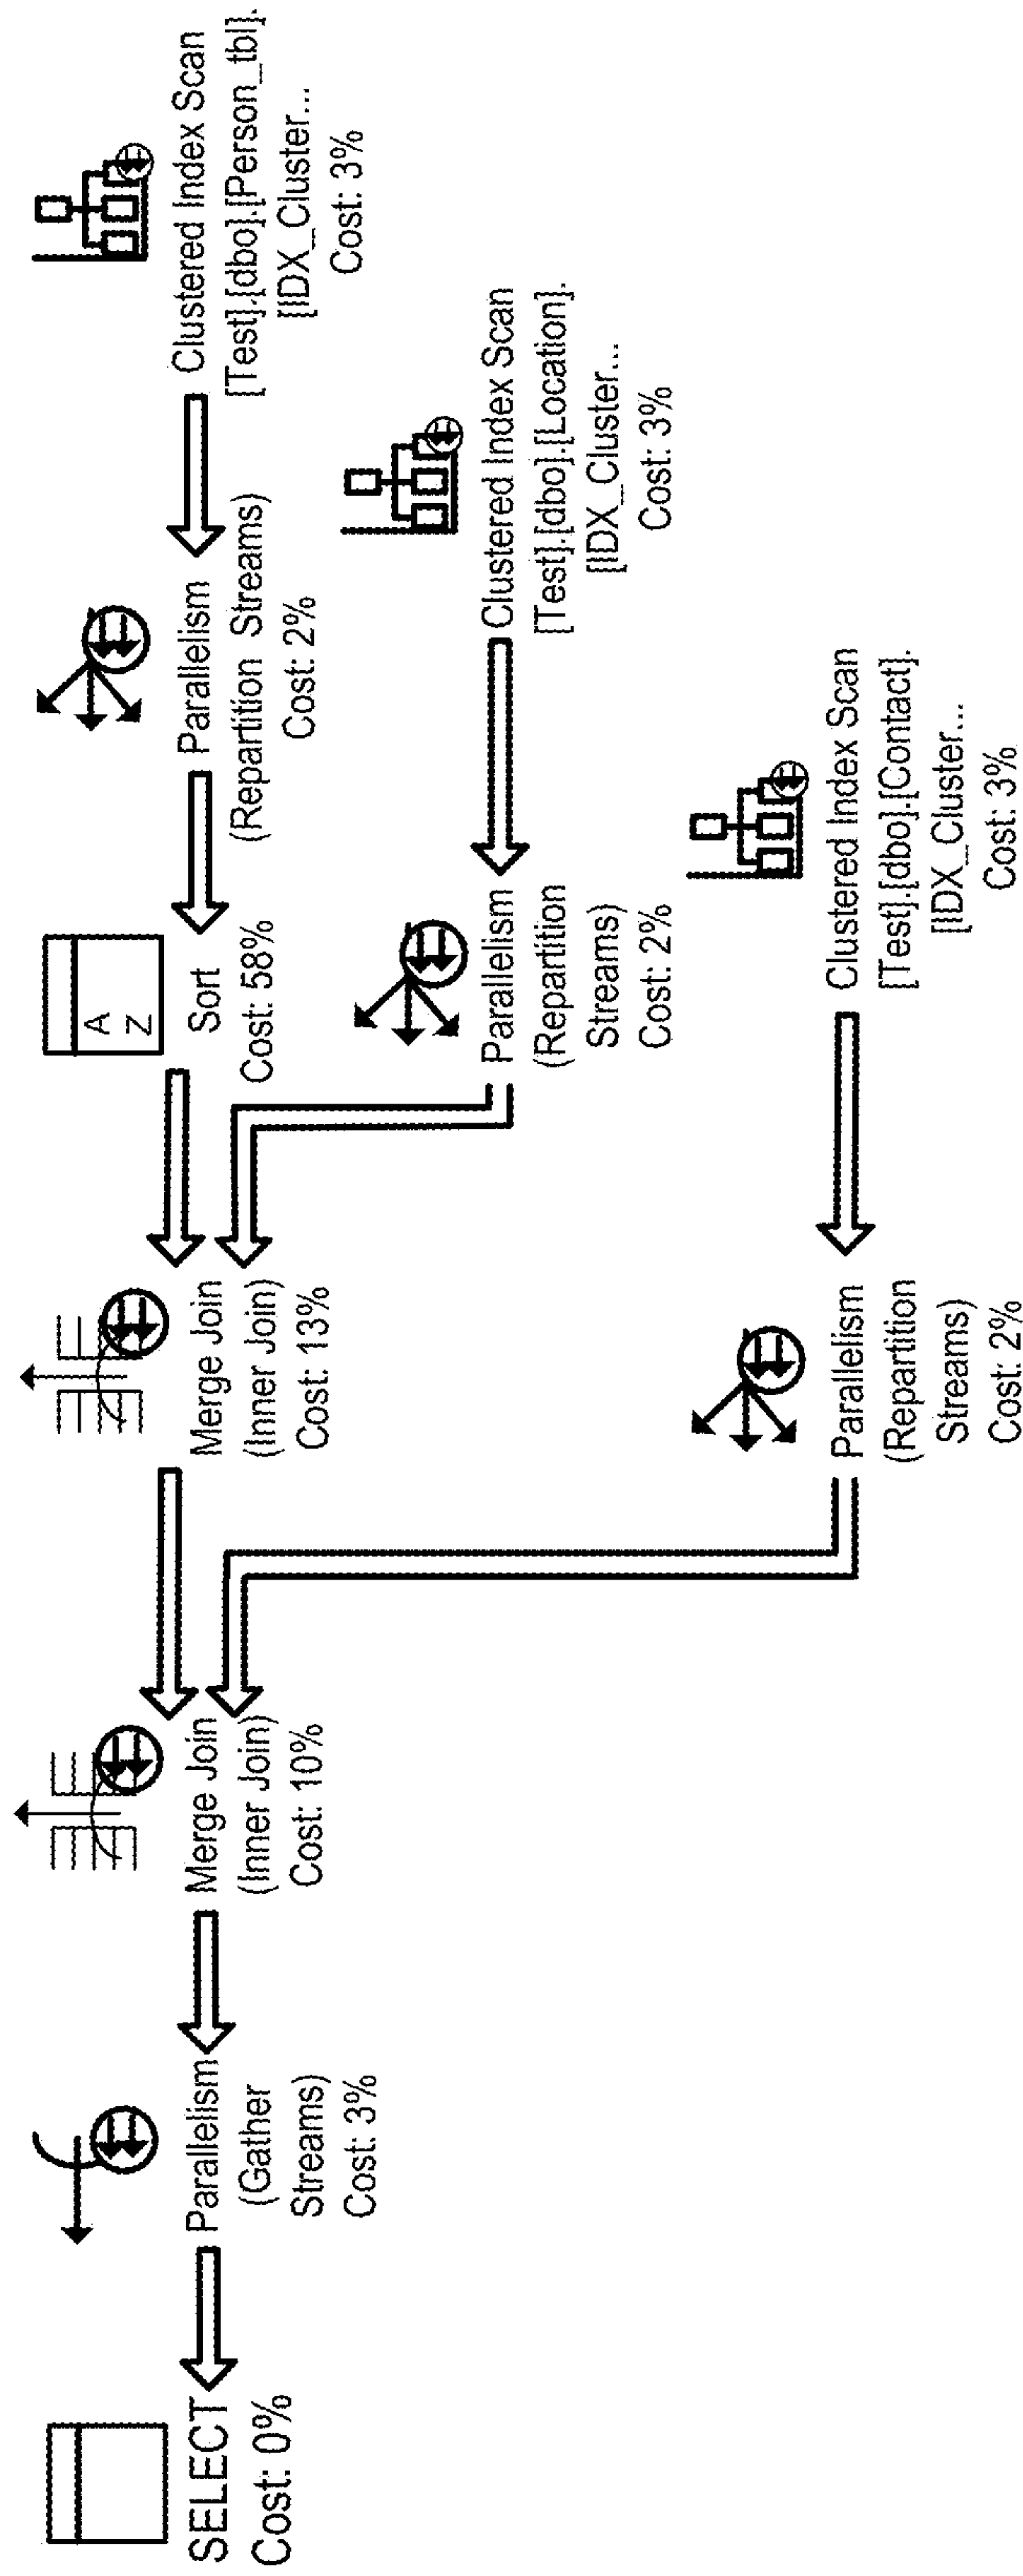 SELECT
Cost: 0%
Parallelism
(Gather
Streams)
Cost: 3%
Merge Join
(Inner Join)
Cost: 10%
Merge Join
(Inner Join)
Cost: 13%
A
Z
Sort
Cost: 58%
Parallelism
(Repartition Streams)
Cost: 2%
Clustered Index Scan
[Test].[dbo].[Person_tbl].
[IDX_Cluster...
Cost: 3%
Parallelism
(Repartition
Streams)
Cost: 2%
Clustered Index Scan
[Test].[dbo].[Location].
[IDX_Cluster...
Cost: 3%
Parallelism
(Repartition
Streams)
Cost: 2%
Clustered Index Scan
[Test].[dbo].[Contact].
[IDX_Cluster...
Cost: 3%